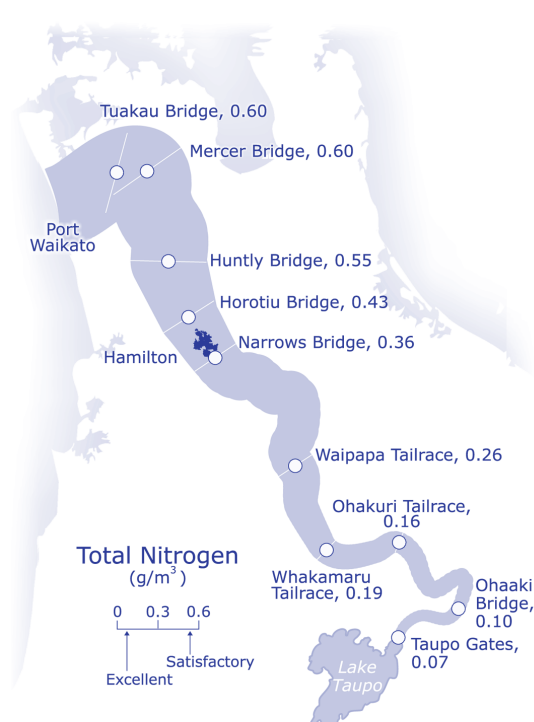 Tuakau Bridge, 0.60
Mercer Bridge, 0.60
Port
Waikato
Huntly Bridge, 0.55
Horotiu Bridge, 0.43
Narrows Bridge, 0.36
Hamilton
Waipapa Tailrace, 0.26
Ohakuri Tailrace,
0.16
Total Nitrogen
(g/m³)
Whakamaru
Tailrace, 0.19
Ohaaki
Bridge,
0.10
0 0.3 0.6
Taupo Gates,
0.07
Satisfactory
Excellent
Lake
Taupo